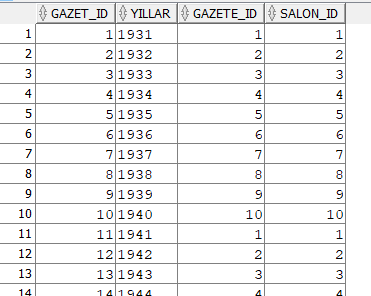 GAZET_ID YILLAR GAZETE_ID SALON_ID
1 1 1931 1 1
2 2 1932 2 2
3 3 1933 3 3
4 4 1934 4 4
5 5 1935 5 5
6 6 1936 6 6
7 7 1937 7 7
8 8 1938 8 8
9 9 1939 9 9
10 10 1940 10 10
11 11 1941 1 1
12 12 1942 2 2
13 13 1943 3 3
14 14 1944 4 4